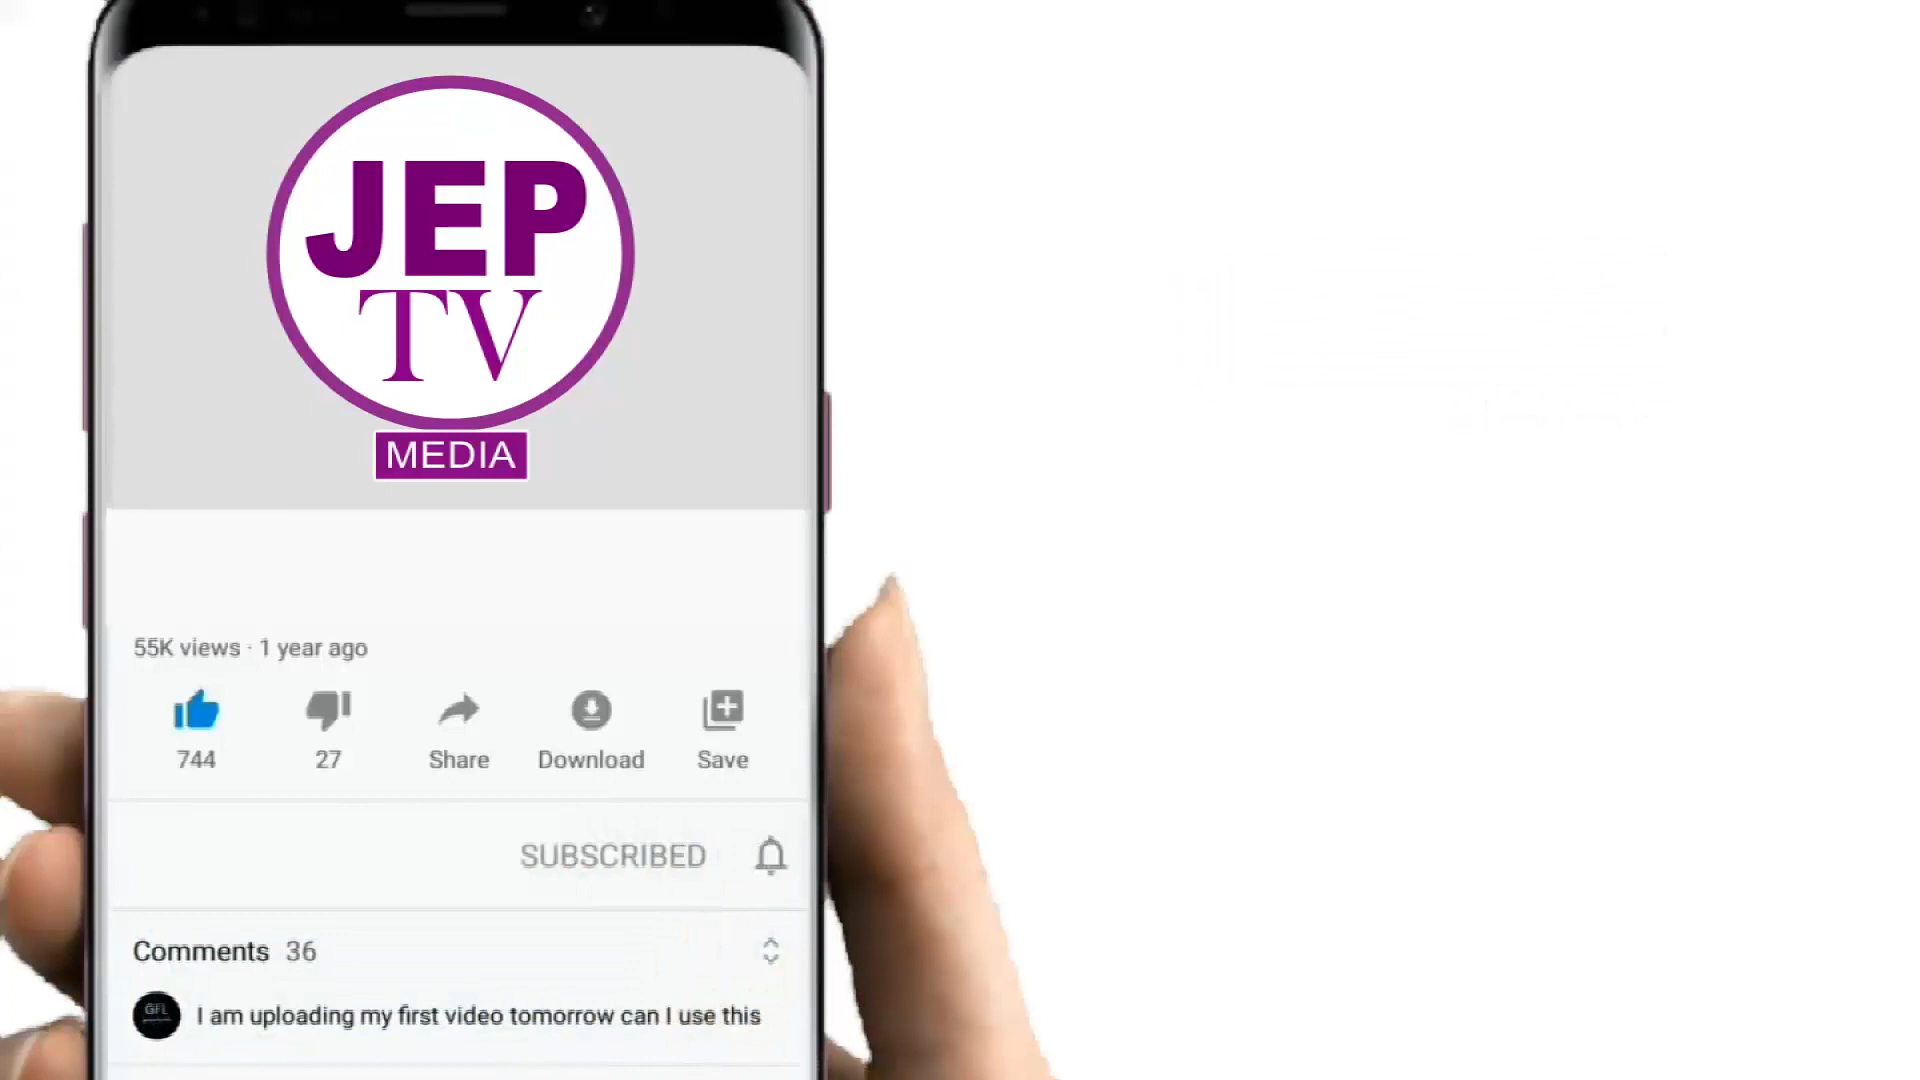 JEP
TV
MEDIA
55K views · 1 year ago
744
27
Share
Download
Save
SUBSCRIBED
Comments 36
GFL
I am uploading my first video tomorrow can I use this